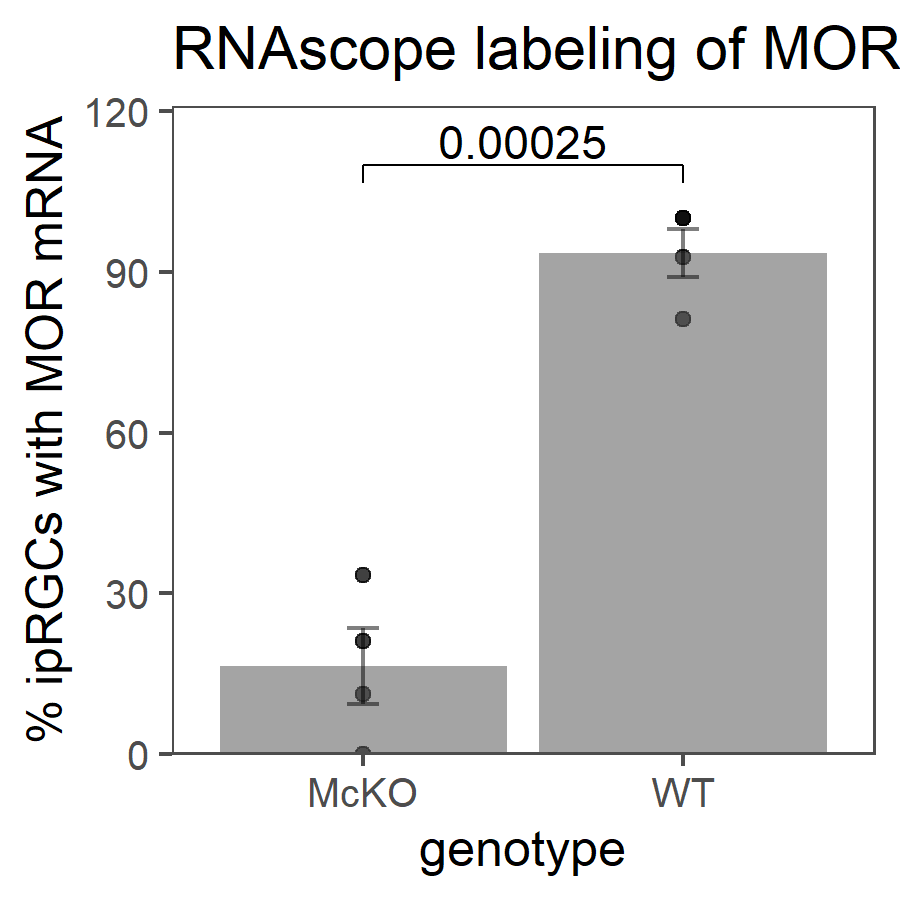 RNAscope labeling of MOR
120
0.00025
90
60
30
0
% ipRGCs with MOR mRNA
McKO WT
genotype